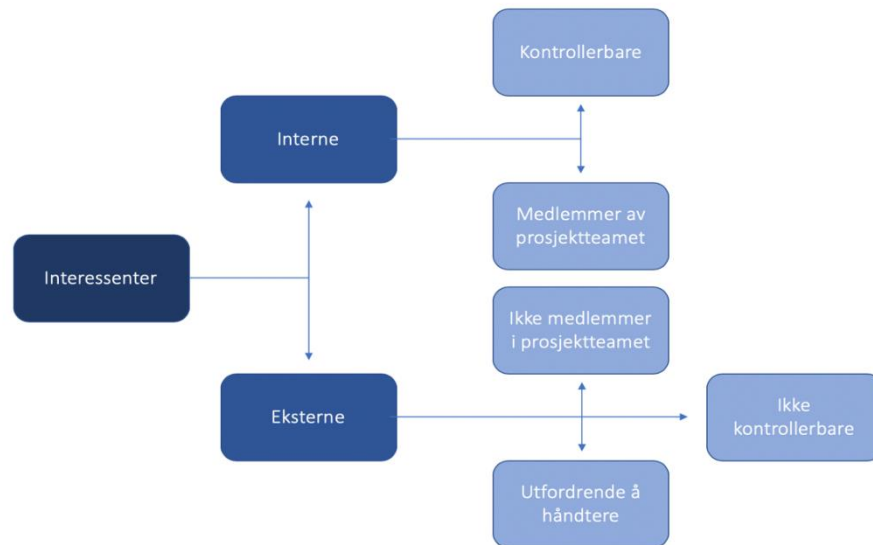 Kontrollerbare
Interne
Medlemmer av
prosjektteamet
Interessenter
Ikke medlemmer
i prosjektteamet
Eksterne
Ikke
kontrollerbare
Utfordrende å
håndtere